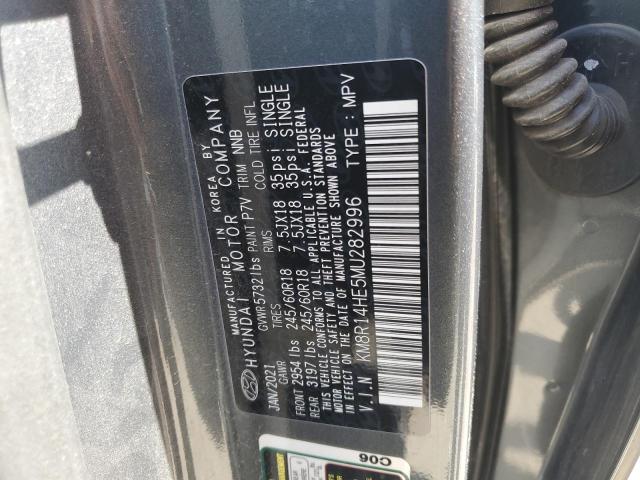 MANUFACTURED IN KOREA BY
HYUNDAI MOTOR COMPANY
JAN/2021 GVWR 5732 lbs PAINT P7V TRIM NNB
GAWR TIRES RIMS COLD TIRE INFL
FRONT 2954 lbs 245/60R18 7.5JX18 35psi SINGLE
REAR 3197 lbs 245/60R18 7.5JX18 35psi SINGLE
THIS VEHICLE CONFORMS TO ALL APPLICABLE U.S.A. FEDERAL
MOTOR VEHICLE SAFETY AND THEFT PREVENTION STANDARDS
IN EFFECT ON THE DATE OF MANUFACTURE SHOWN ABOVE
V.I.N KM8R14HE5MU282996 TYPE : MPV
C06